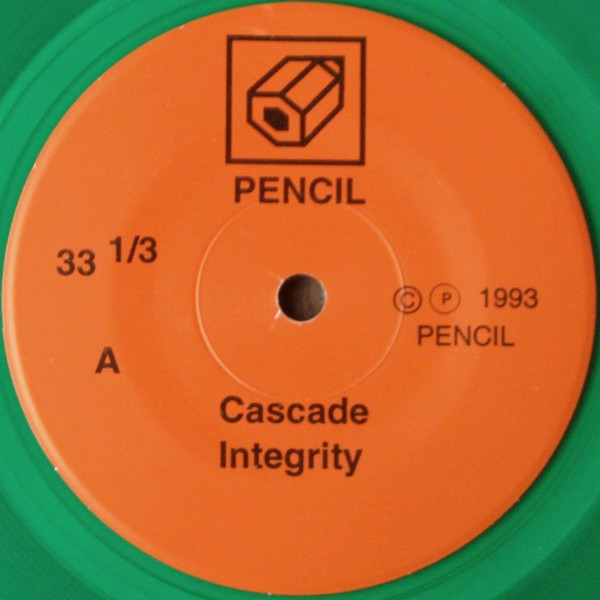 PENCIL
33 1/3
© ℗ 1993
PENCIL
A
Cascade
Integrity